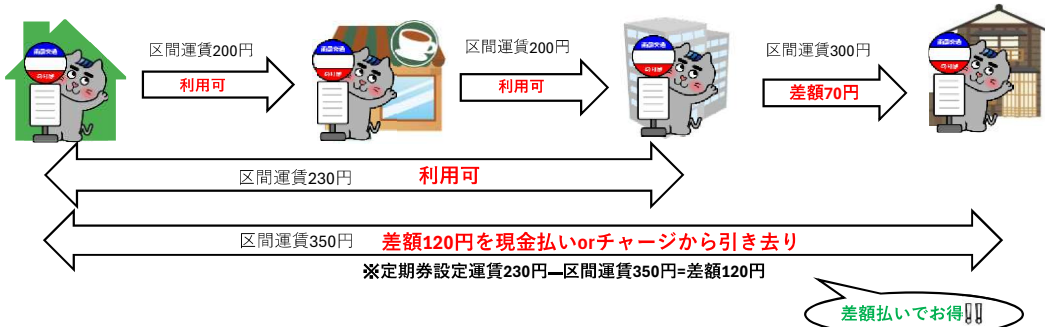 区間運賃200円
利用可
区間運賃200円
利用可
区間運賃300円
差額70円
区間運賃230円
利用可
区間運賃350円
差額120円を現金払いorチャージから引き去り
※定期券設定運賃230円―区間運賃350円=差額120円
差額払いでお得‼